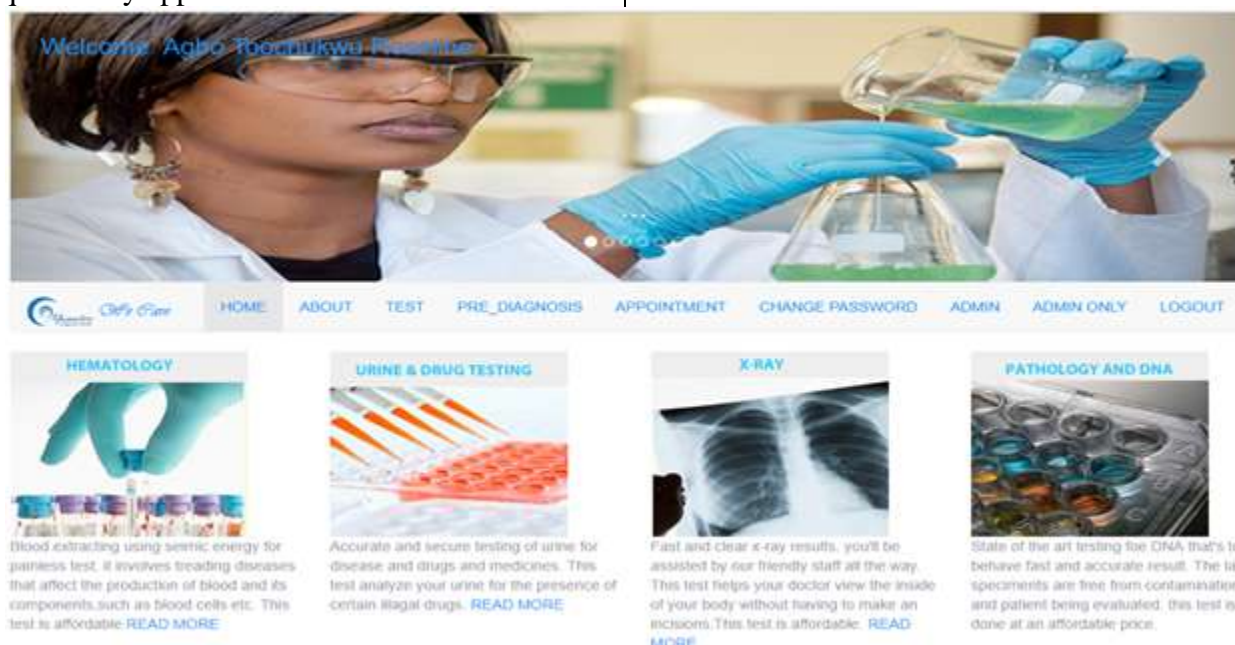 Welcome Agbo Toochukwu
HOME ABOUT TEST PRE_DIAGNOSIS APPOINTMENT CHANGE PASSWORD ADMIN ADMIN ONLY LOGOUT
HEMATOLOGY
Blood extracting using seimic energy for
painless test. it involves treading diseases
that affect the production of blood and its
components,such as blood cells etc. This
test is affordable READ MORE
URINE & DRUG TESTING
Accurate and secure testing of urine for
disease and drugs and medicines. This
test analyze your urine for the presence of
certain illagal drugs. READ MORE
X-RAY
Fast and clear x-ray results. you'll be
assisted by our friendly staff all the way.
This test helps your doctor view the inside
of your body without having to make an
incisions.This test is affordable. READ
MORE
PATHOLOGY AND DNA
State of the art testing foe DNA that's
behave fast and accurate result. The
speciments are free from contamination
and patient being evaluated. this test is
done at an affordable price.